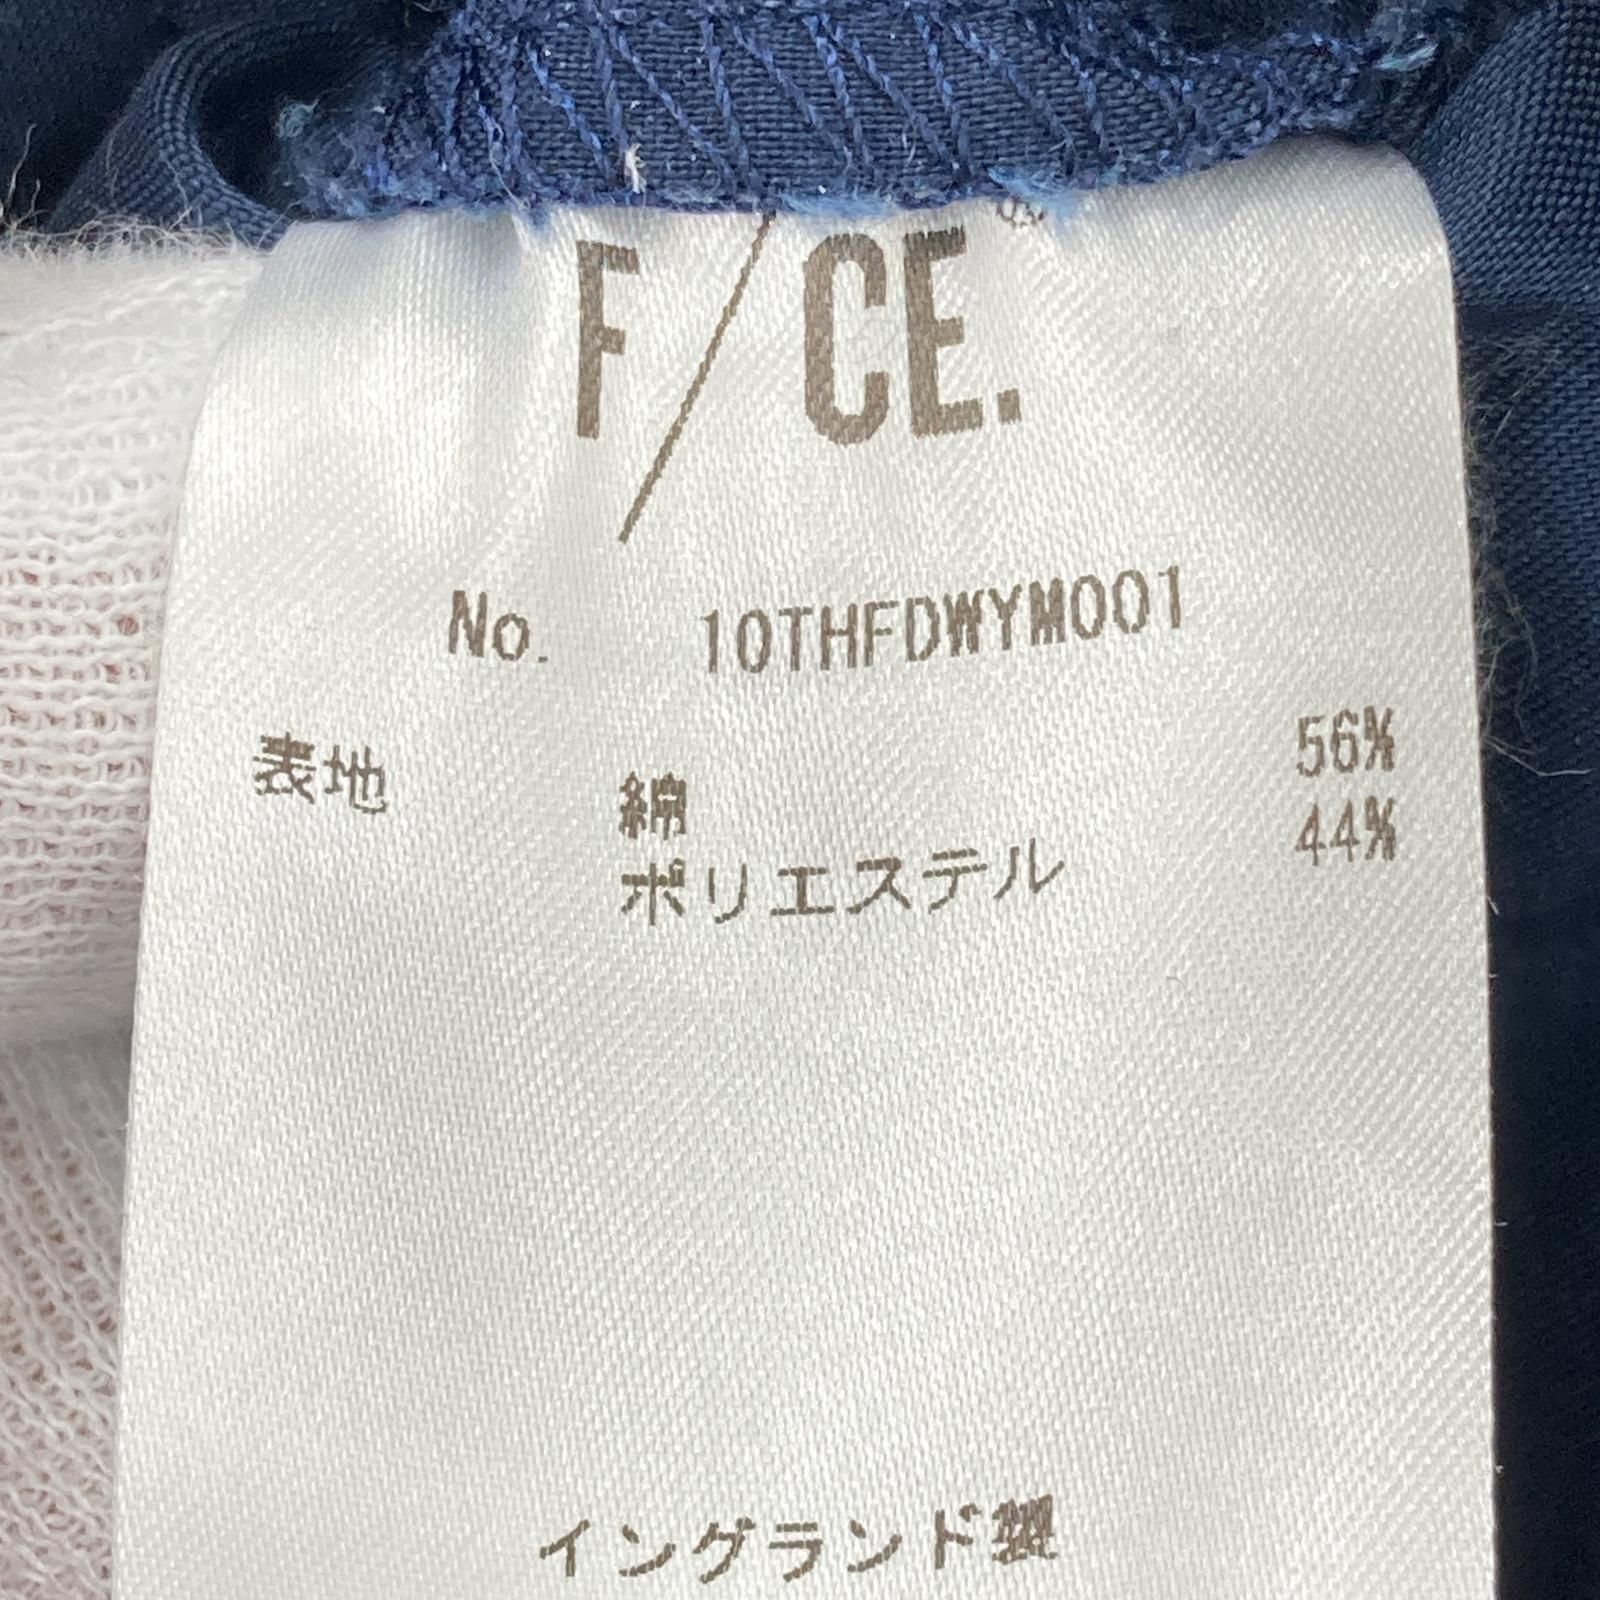 F/CE.®
No. 10THFDWYM001
表地 綿 56%
ポリエステル 44%
イングランド製